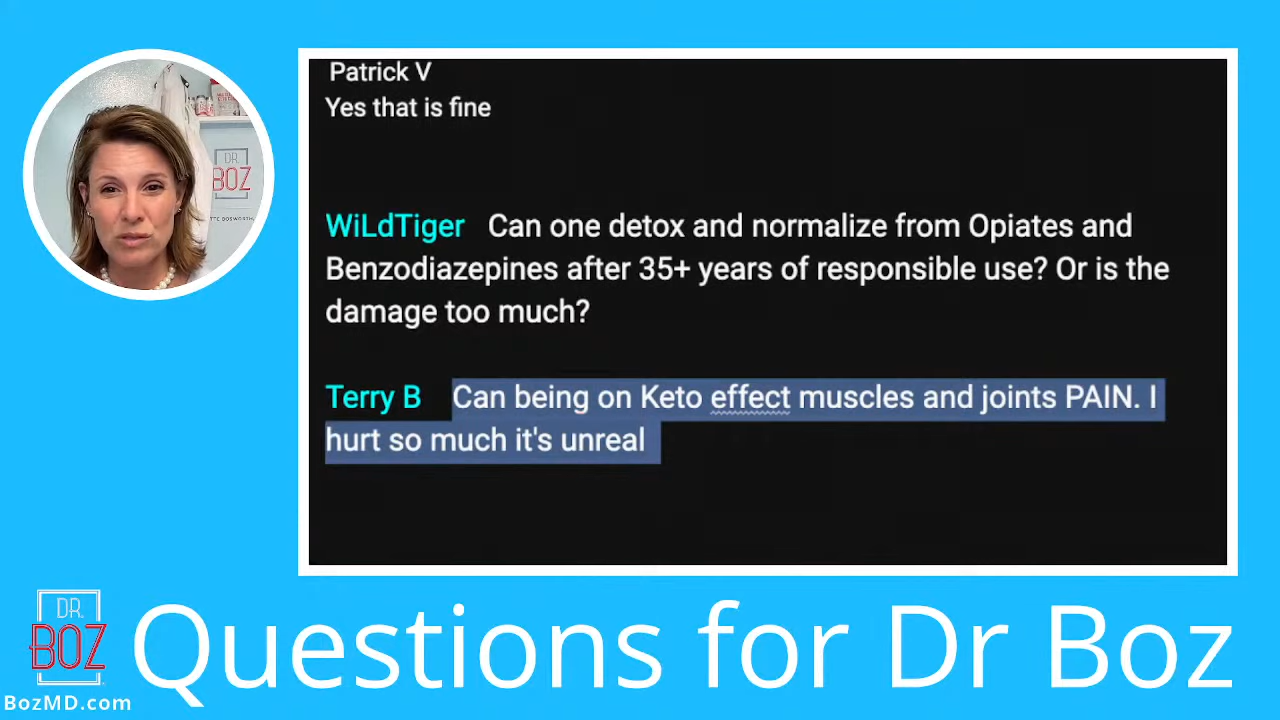 Patrick V
Yes that is fine
WiLdTiger Can one detox and normalize from Opiates and
Benzodiazepines after 35+ years of responsible use? Or is the
damage too much?
Terry B Can being on Keto effect muscles and joints PAIN. I
hurt so much it's unreal
DR.
BOZ
DR.
BOZ
Questions for Dr Boz
BozMD.com